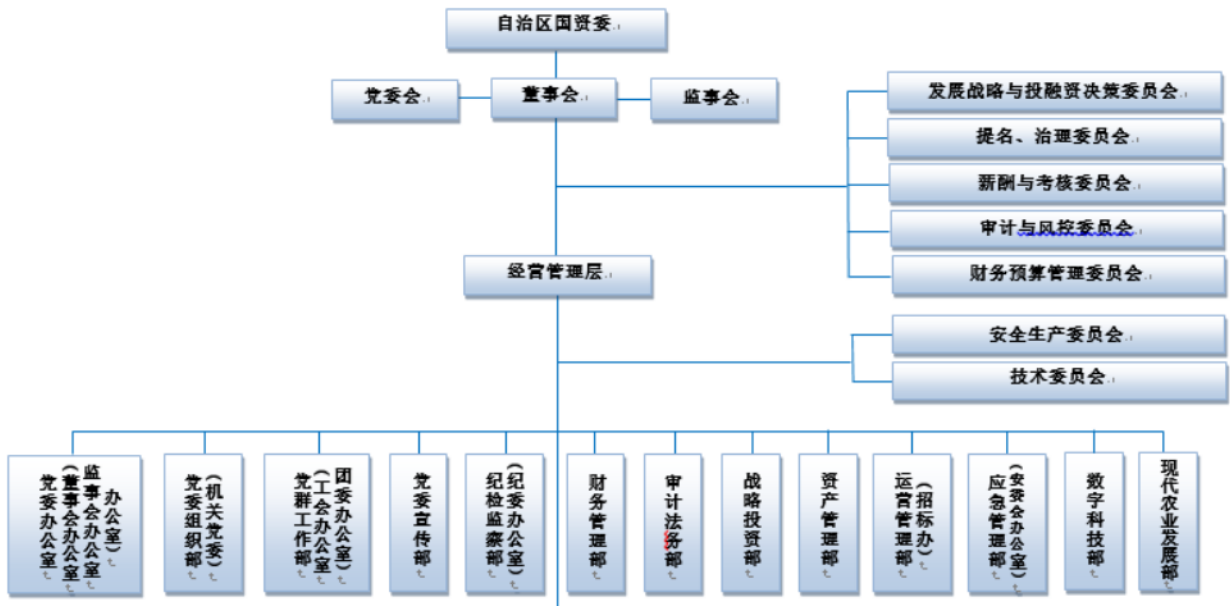 自治区国资委
党委会
董事会
监事会
发展战略与投融资决策委员会
提名、治理委员会
薪酬与考核委员会
审计与风控委员会
财务预算管理委员会
经营管理层
安全生产委员会
技术委员会
党委办公室
（董事会办公室
监事会办公室
办公室）
党委组织部
（机关党委）
党群工作部
（工会办公室
团委办公室）
党委宣传部
纪检监察部
（纪委办公室）
财务管理部
审计法务部
战略投资部
资产管理部
运营管理部
（招标办）
应急管理部
（安委会办公室）
数字科技部
现代农业发展部